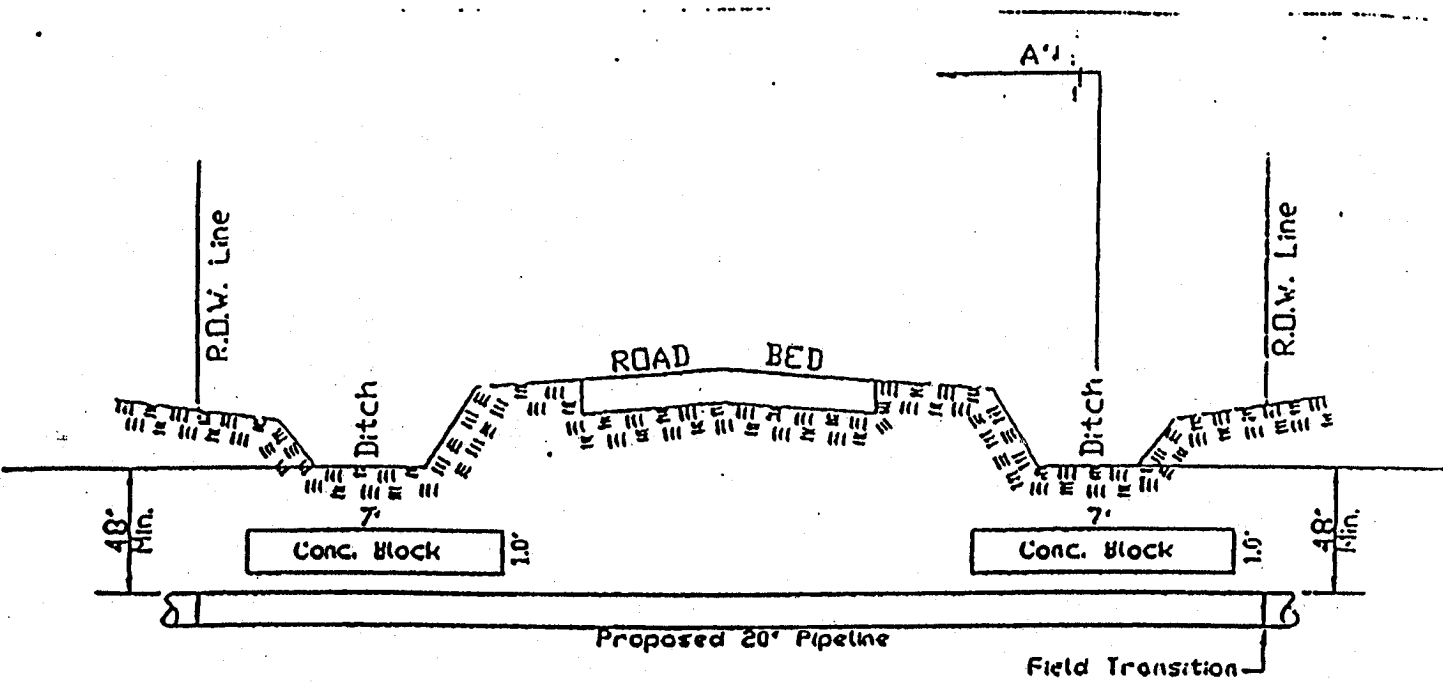 R.O.W. Line
R.O.W. Line
ROAD BED
Ditch
Ditch
48"
Min.
7'
Conc. Block
1.0'
7'
Conc. Block
1.0'
48"
Min.
Proposed 20" Pipeline
Field Transition